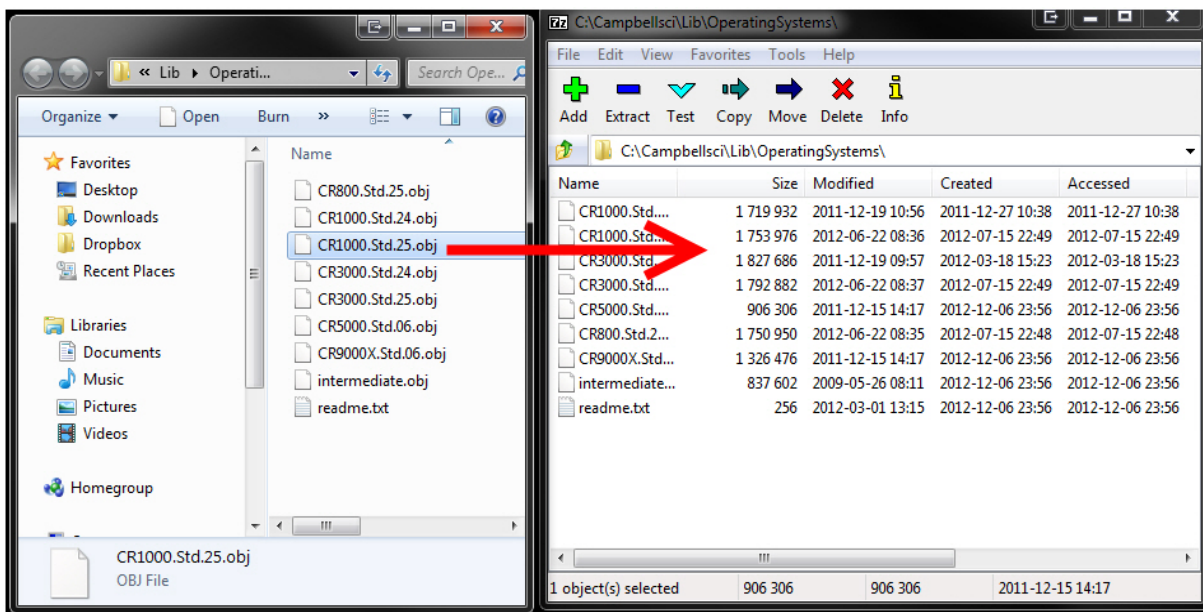 « Lib ▸ Operati...
Search Ope...
Organize
Open
Burn
»
Favorites
Desktop
Downloads
Dropbox
Recent Places
Libraries
Documents
Music
Pictures
Videos
Homegroup
Name
CR800.Std.25.obj
CR1000.Std.24.obj
CR1000.Std.25.obj
CR3000.Std.24.obj
CR3000.Std.25.obj
CR5000.Std.06.obj
CR9000X.Std.06.obj
intermediate.obj
readme.txt
CR1000.Std.25.obj
OBJ File
7z C:\Campbellsci\Lib\OperatingSystems\
File Edit View Favorites Tools Help
Add Extract Test Copy Move Delete Info
C:\Campbellsci\Lib\OperatingSystems\
Name Size Modified Created Accessed
CR1000.Std.... 1 719 932 2011-12-19 10:56 2011-12-27 10:38 2011-12-27 10:38
CR1000.Std.... 1 753 976 2012-06-22 08:36 2012-07-15 22:49 2012-07-15 22:49
CR3000.Std.... 1 827 686 2011-12-19 09:57 2012-03-18 15:23 2012-03-18 15:23
CR3000.Std.... 1 792 882 2012-06-22 08:37 2012-07-15 22:49 2012-07-15 22:49
CR5000.Std.... 906 306 2011-12-15 14:17 2012-12-06 23:56 2012-12-06 23:56
CR800.Std.2... 1 750 950 2012-06-22 08:35 2012-07-15 22:48 2012-07-15 22:48
CR9000X.Std... 1 326 476 2011-12-15 14:17 2012-12-06 23:56 2012-12-06 23:56
intermediate... 837 602 2009-05-26 08:11 2012-12-06 23:56 2012-12-06 23:56
readme.txt 256 2012-03-01 13:15 2012-12-06 23:56 2012-12-06 23:56
1 object(s) selected 906 306 906 306 2011-12-15 14:17